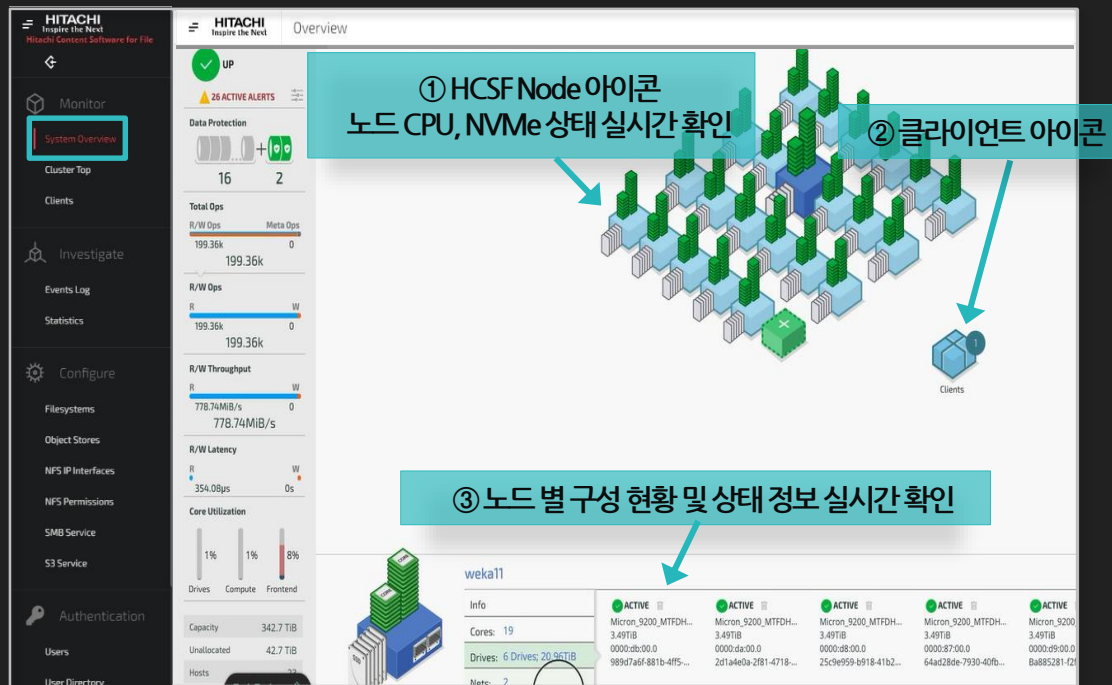 HITACHI
Inspire the Next
Hitachi Content Software for File
Monitor
System Overview
Cluster Top
Clients
Investigate
Events Log
Statistics
Configure
Filesystems
Object Stores
NFS IP Interfaces
NFS Permissions
SMB Service
S3 Service
Authentication
Users
User Directory
HITACHI
Inspire the Next
Overview
UP
26 ACTIVE ALERTS
Data Protection
+
16 2
Total Ops
R/W Ops Meta Ops
199.36k 0
199.36k
R/W Ops
R W
199.36k 0
199.36k
R/W Throughput
R W
778.74MiB/s 0
778.74MiB/s
R/W Latency
R W
354.08µs 0s
Core Utilization
1% 1% 8%
Drives Compute Frontend
Capacity 342.7 TiB
Unallocated 42.7 TiB
Hosts
① HCSF Node 아이콘
노드 CPU, NVMe 상태 실시간 확인
② 클라이언트 아이콘
1
Clients
③ 노드 별 구성 현황 및 상태 정보 실시간 확인
CORE
CORE
weka11
Info
Cores: 19
Drives: 6 Drives; 20.96TiB
Nets: 2
ACTIVE
Micron_9200_MTFDH...
3.49TiB
0000:db:00.0
989d7a6f-881b-4ff5-...
ACTIVE
Micron_9200_MTFDH...
3.49TiB
0000:da:00.0
2d1a4e0a-2f81-4718-...
ACTIVE
Micron_9200_MTFDH...
3.49TiB
0000:d8:00.0
25c9e959-b918-41b2...
ACTIVE
Micron_9200_MTFDH...
3.49TiB
0000:87:00.0
64ad28de-7930-40fb...
ACTIVE
Micron_9200
3.49TiB
0000:d9:00.0